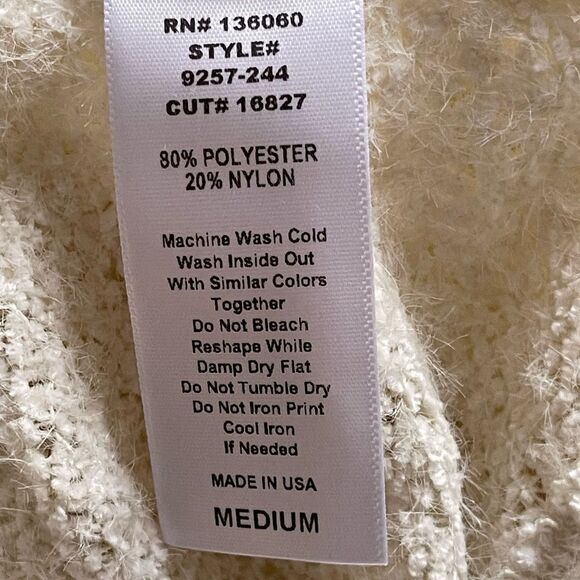 RN# 136060
STYLE#
9257-244
CUT# 16827
80% POLYESTER
20% NYLON
Machine Wash Cold
Wash Inside Out
With Similar Colors
Together
Do Not Bleach
Reshape While
Damp Dry Flat
Do Not Tumble Dry
Do Not Iron Print
Cool Iron
If Needed
MADE IN USA
MEDIUM